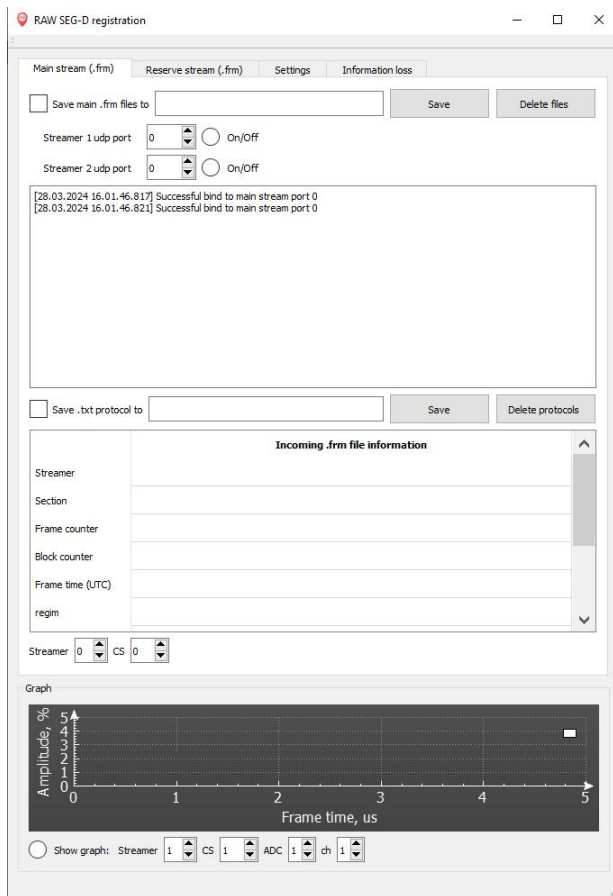 RAW SEG-D registration
Main stream (.frm) Reserve stream (.frm) Settings Information loss
Save main .frm files to Save Delete files
Streamer 1 udp port 0 On/Off
Streamer 2 udp port 0 On/Off
[28.03.2024 16.01.46.817] Successful bind to main stream port 0
[28.03.2024 16.01.46.821] Successful bind to main stream port 0
Save .txt protocol to Save Delete protocols
Incoming .frm file information
Streamer
Section
Frame counter
Block counter
Frame time (UTC)
regim
Streamer 0 CS 0
Graph
Amplitude, %
5
4
3
2
1
0
0 1 2 3 4 5
Frame time, us
Show graph: Streamer 1 CS 1 ADC 1 ch 1